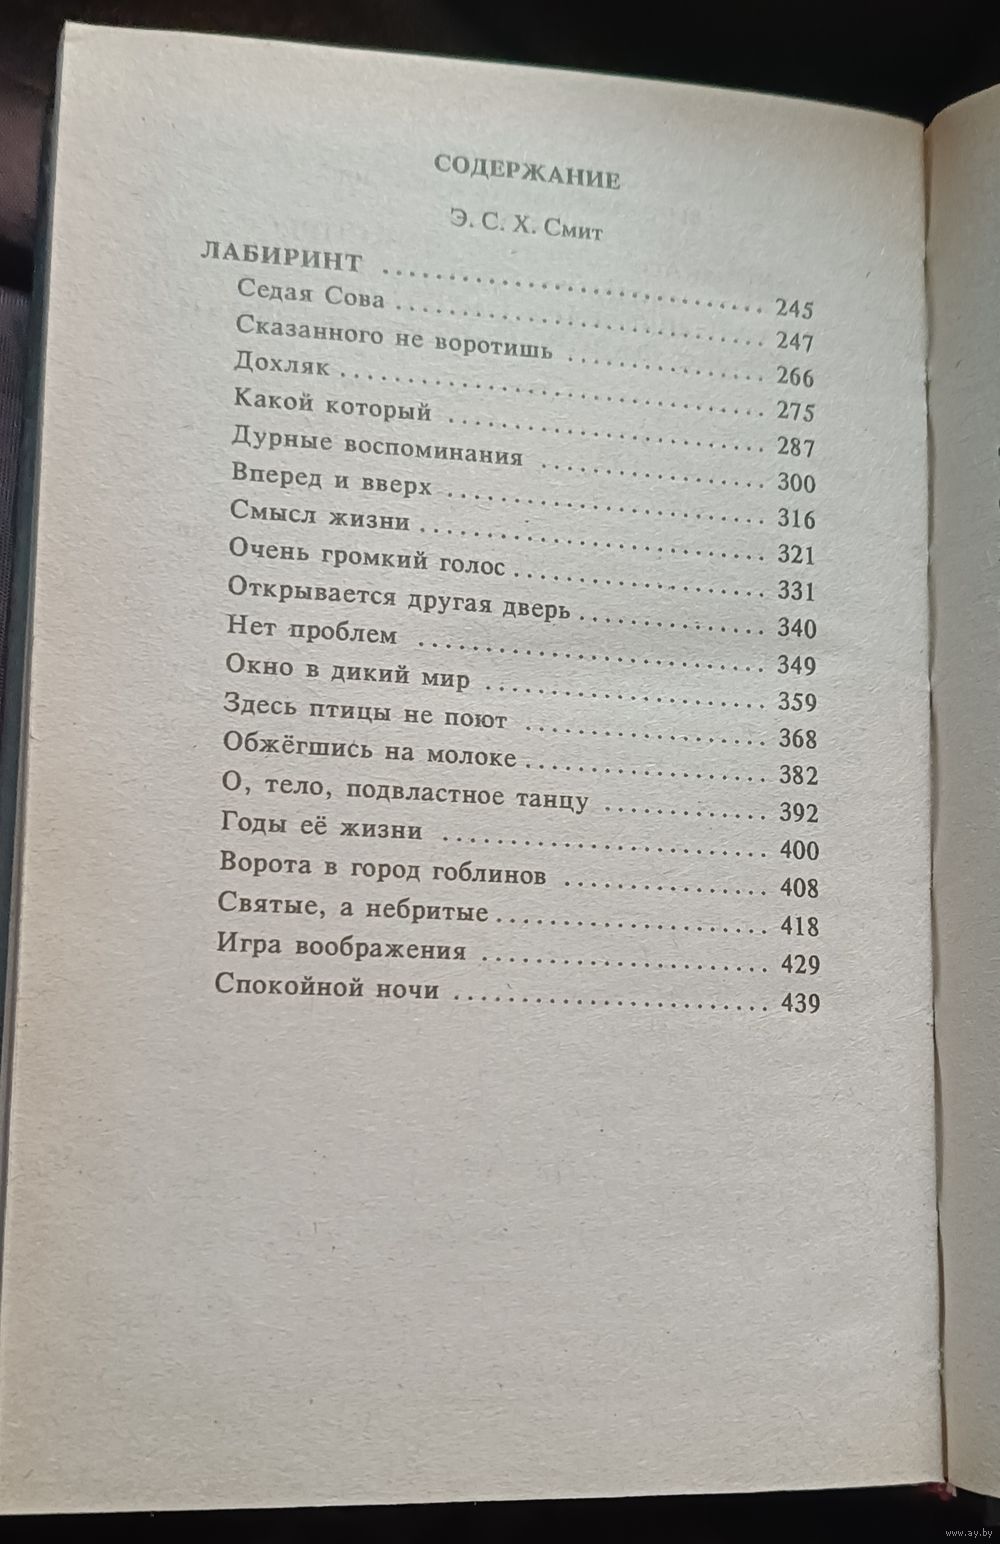 СОДЕРЖАНИЕ
Э. С. Х. Смит
ЛАБИРИНТ .............................. 245
Седая Сова ............................. 247
Сказанного не воротишь ................ 266
Дохляк ................................. 275
Какой который ......................... 287
Дурные воспоминания .................. 300
Вперед и вверх ......................... 316
Смысл жизни ........................... 321
Очень громкий голос .................... 331
Открывается другая дверь ............... 340
Нет проблем ........................... 349
Окно в дикий мир ...................... 359
Здесь птицы не поют ................... 368
Обжёгшись на молоке ................... 382
О, тело, подвластное танцу ............. 392
Годы её жизни ......................... 400
Ворота в город гоблинов ................ 408
Святые, а небритые ..................... 418
Игра воображения ...................... 429
Спокойной ночи ........................ 439
www.ay.by